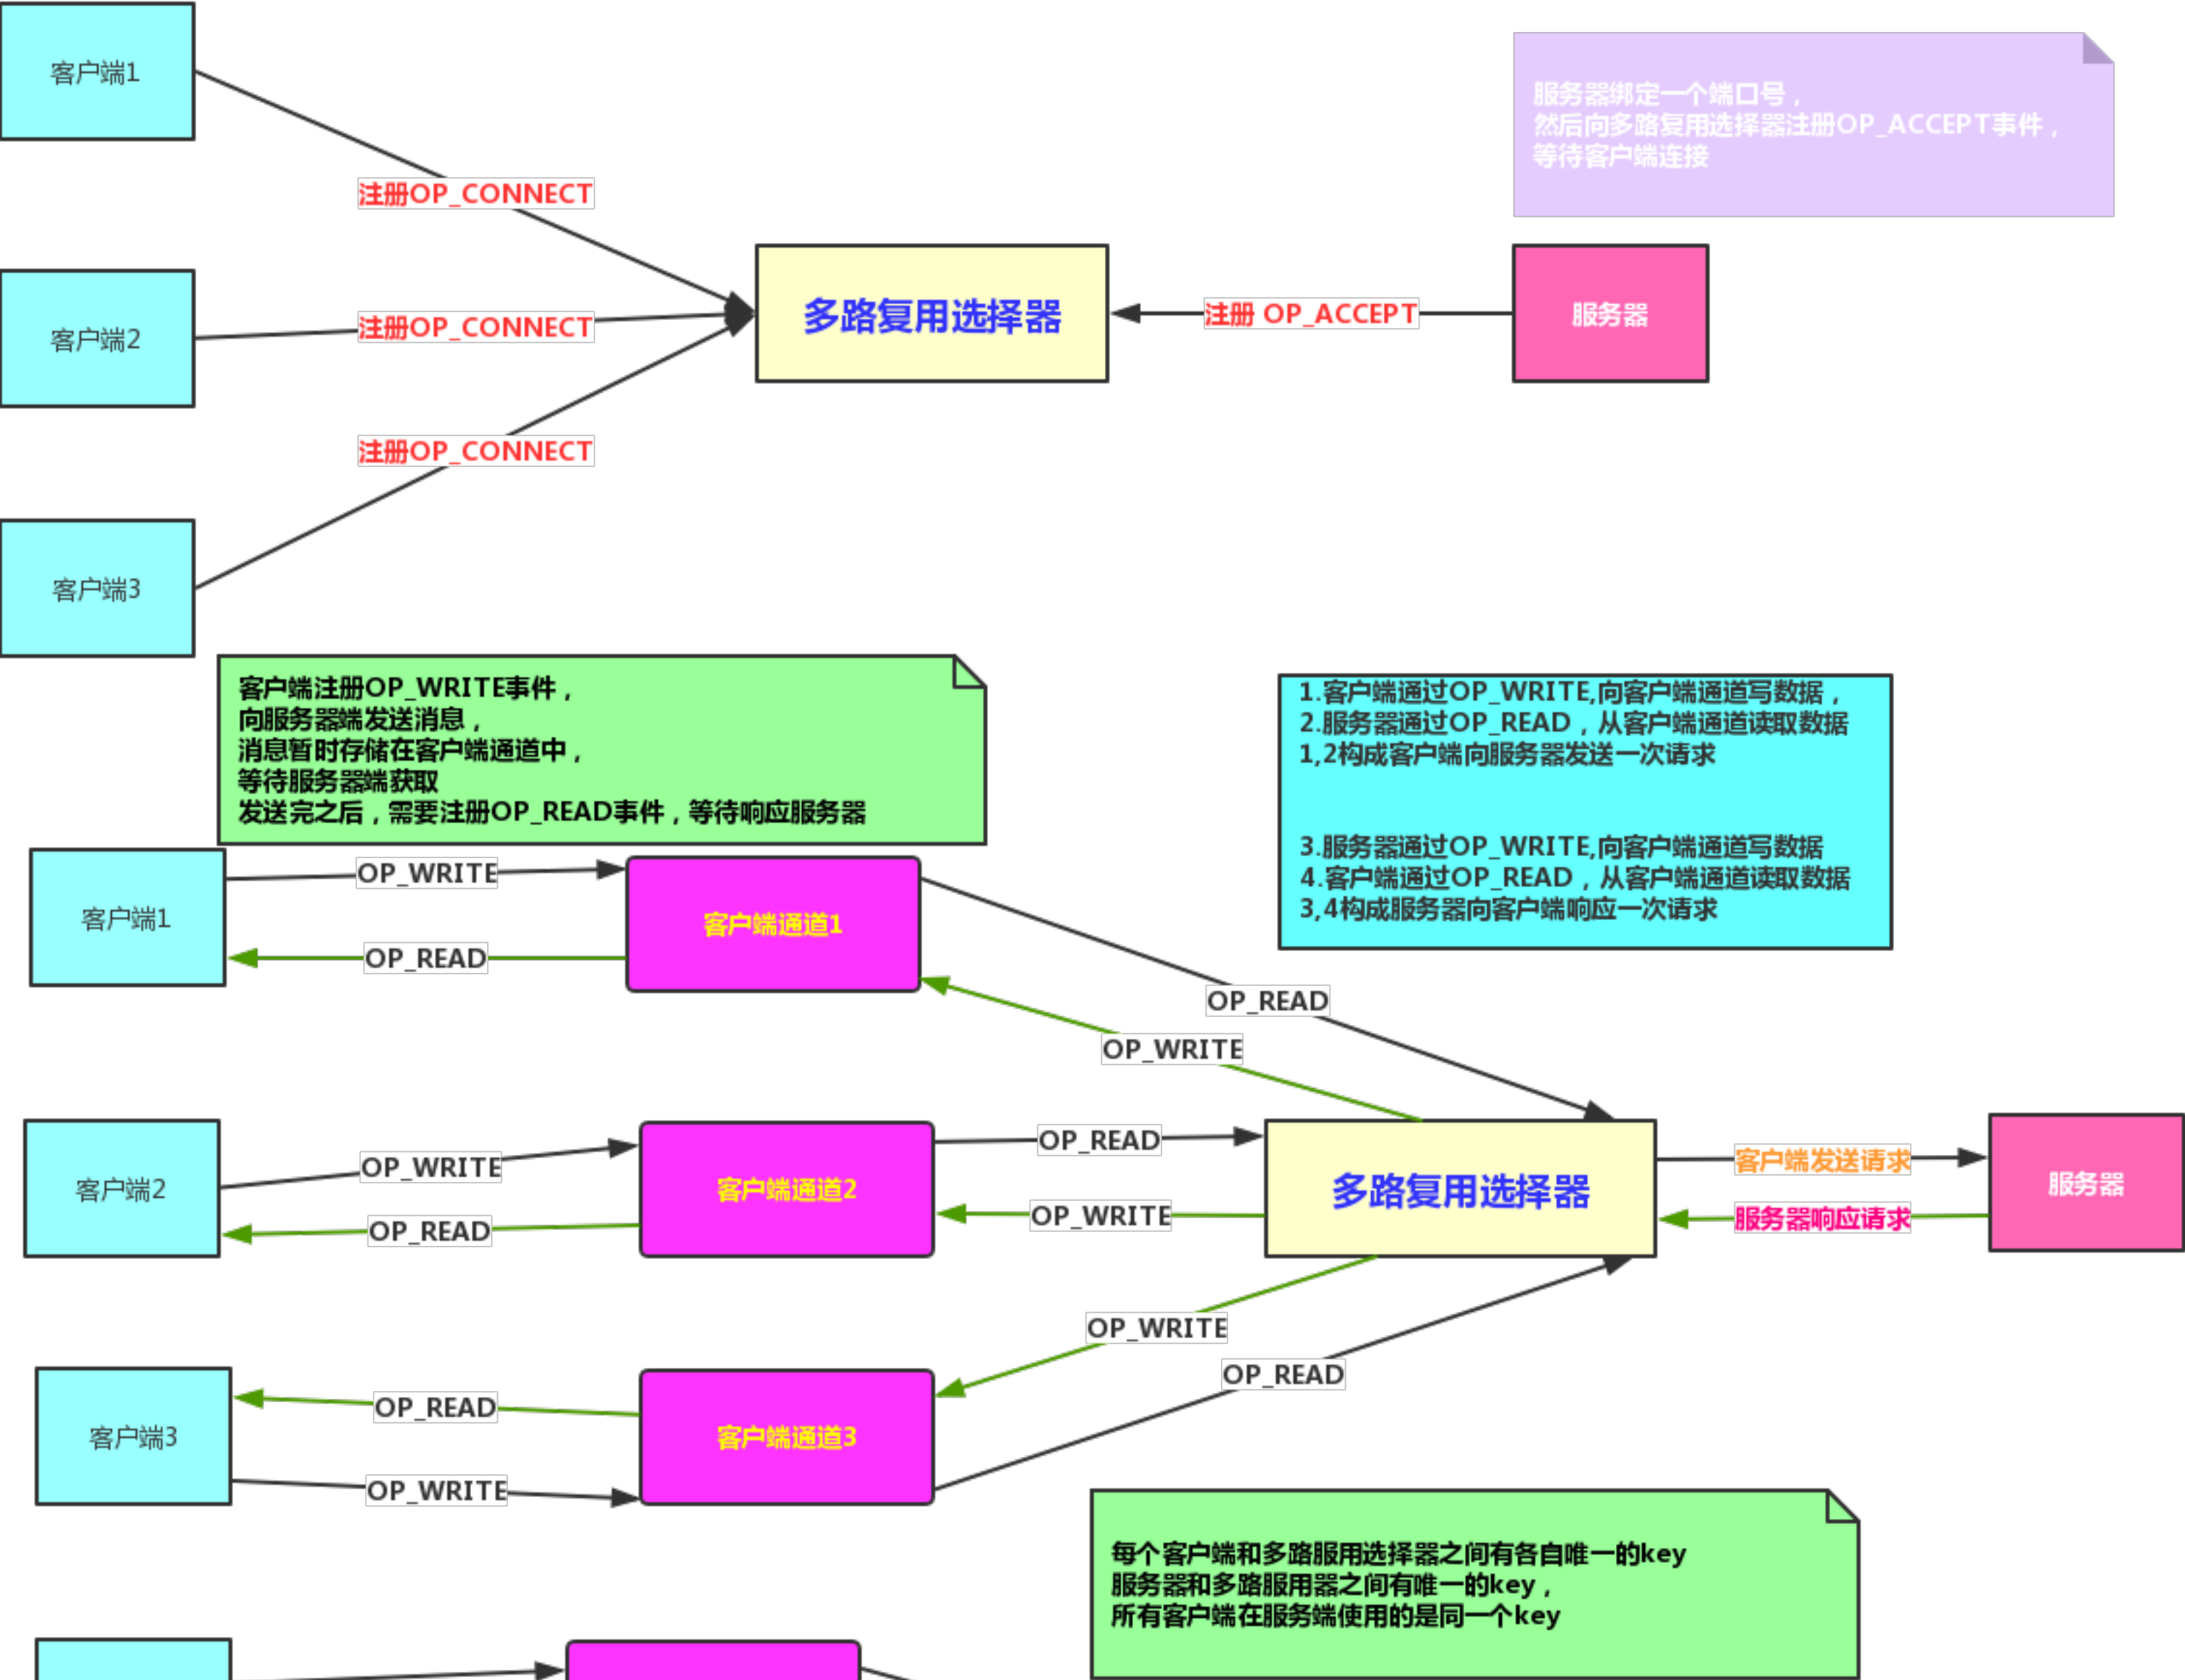 客户端1
服务器绑定一个端口号，
然后向多路复用选择器注册OP_ACCEPT事件，
等待客户端连接
注册OP_CONNECT
客户端2
注册OP_CONNECT
多路复用选择器
注册 OP_ACCEPT
服务器
注册OP_CONNECT
客户端3
客户端注册OP_WRITE事件，
向服务器端发送消息，
消息暂时存储在客户端通道中，
等待服务器端获取
发送完之后，需要注册OP_READ事件，等待响应服务器
1.客户端通过OP_WRITE,向客户端通道写数据，
2.服务器通过OP_READ，从客户端通道读取数据
1,2构成客户端向服务器发送一次请求
3.服务器通过OP_WRITE,向客户端通道写数据
4.客户端通过OP_READ，从客户端通道读取数据
3,4构成服务器向客户端响应一次请求
客户端1
OP_WRITE
OP_READ
客户端通道1
OP_READ
OP_WRITE
客户端2
OP_WRITE
OP_READ
客户端通道2
OP_READ
OP_WRITE
多路复用选择器
客户端发送请求
服务器响应请求
服务器
OP_WRITE
OP_READ
客户端3
OP_READ
OP_WRITE
客户端通道3
每个客户端和多路服用选择器之间有各自唯一的key
服务器和多路服用器之间有唯一的key，
所有客户端在服务端使用的是同一个key